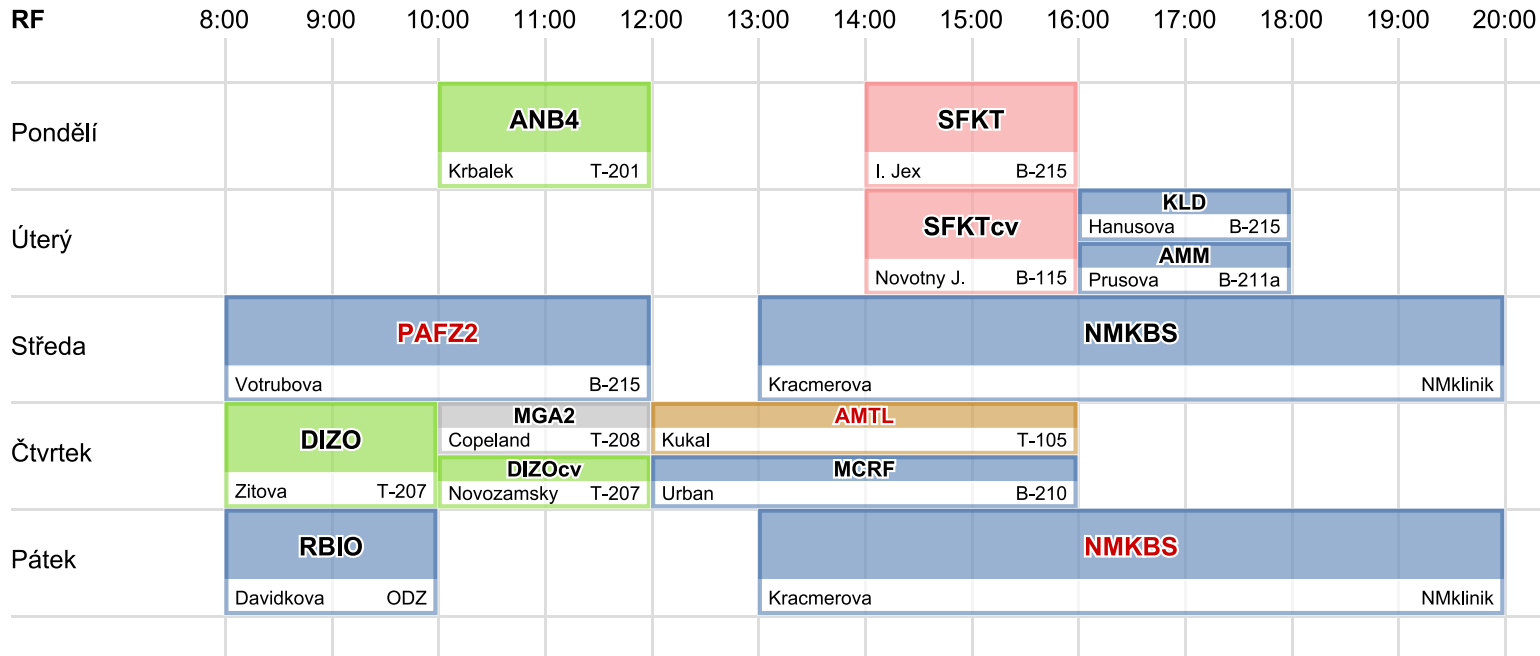 RF 8:00 9:00 10:00 11:00 12:00 13:00 14:00 15:00 16:00 17:00 18:00 19:00 20:00
Pondělí
ANB4
Krbalek T-201
SFKT
I. Jex B-215
Úterý
SFKTcv
Novotny J. B-115
KLD
Hanusova B-215
AMM
Prusova B-211a
Středa
PAFZ2
Votrubova B-215
NMKBS
Kracmerova NMklinik
Čtvrtek
DIZO
Zitova T-207
MGA2
Copeland T-208
DIZOcv
Novozamsky T-207
AMTL
Kukal T-105
MCRF
Urban B-210
Pátek
RBIO
Davidkova ODZ
NMKBS
Kracmerova NMklinik